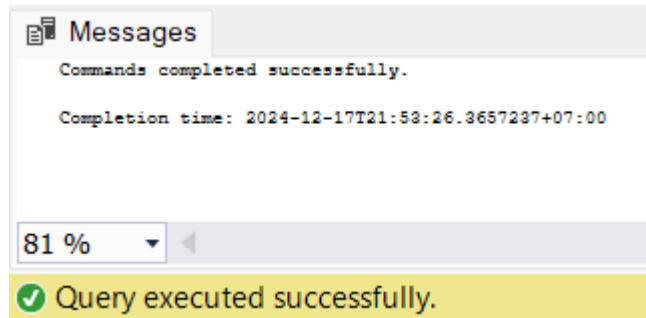 Messages
Commands completed successfully.
Completion time: 2024-12-17T21:53:26.3657237+07:00
81 %
Query executed successfully.